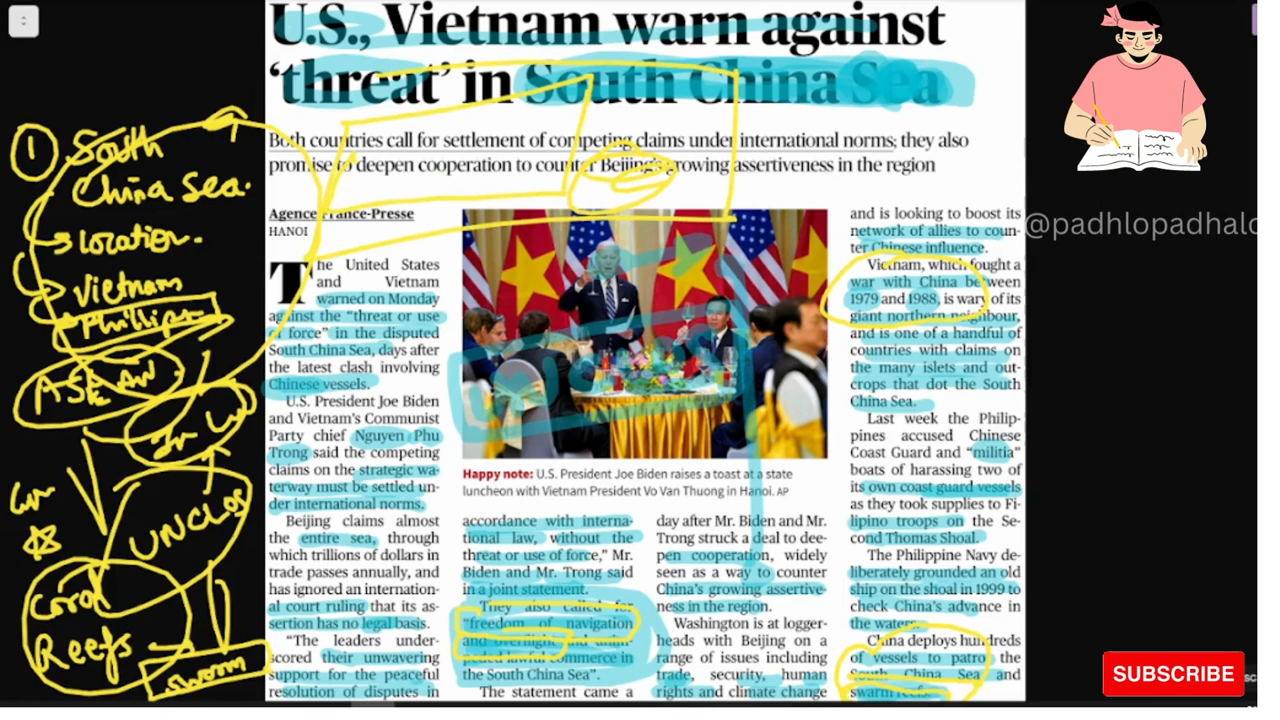 U.S., Vietnam warn against
‘threat’ in South China Sea
Both countries call for settlement of competing claims under international norms; they also
promise to deepen cooperation to counter Beijing's growing assertiveness in the region
① South
China Sea.
→ Location.
→ Vietnam
ASEAN
UNCLOS
Coral
Reefs
swarm
Agence France-Presse
HANOI
The United States
and Vietnam
warned on Monday
against the “threat or use
of force” in the disputed
South China Sea, days after
the latest clash involving
Chinese vessels.
U.S. President Joe Biden
and Vietnam's Communist
Party chief Nguyen Phu
Trong said the competing
claims on the strategic wa-
terway must be settled un-
der international norms.
Beijing claims almost
the entire sea, through
which trillions of dollars in
trade passes annually, and
has ignored an internation-
al court ruling that its as-
sertion has no legal basis.
“The leaders under-
scored their unwavering
support for the peaceful
resolution of disputes in
Happy note: U.S. President Joe Biden raises a toast at a state
luncheon with Vietnam President Vo Van Thuong in Hanoi. AP
accordance with interna-
tional law, without the
threat or use of force,” Mr.
Biden and Mr. Trong said
in a joint statement.
They also called for
“freedom of navigation
and overflight and unim-
peded lawful commerce in
the South China Sea”.
The statement came a
day after Mr. Biden and Mr.
Trong struck a deal to dee-
pen cooperation, widely
seen as a way to counter
China's growing assertive-
ness in the region.
Washington is at logger-
heads with Beijing on a
range of issues including
trade, security, human
rights and climate change
and is looking to boost its
network of allies to coun-
ter Chinese influence.
Vietnam, which fought a
war with China between
1979 and 1988, is wary of its
giant northern neighbour,
and is one of a handful of
countries with claims on
the many islets and out-
crops that dot the South
China Sea.
Last week the Philip-
pines accused Chinese
Coast Guard and “militia”
boats of harassing two of
its own coast guard vessels
as they took supplies to Fi-
lipino troops on the Se-
cond Thomas Shoal.
The Philippine Navy de-
liberately grounded an old
ship on the shoal in 1999 to
check China's advance in
the waters.
China deploys hundreds
of vessels to patrol the
South China Sea and
swarm reefs.
@padhlopadhalo
SUBSCRIBE